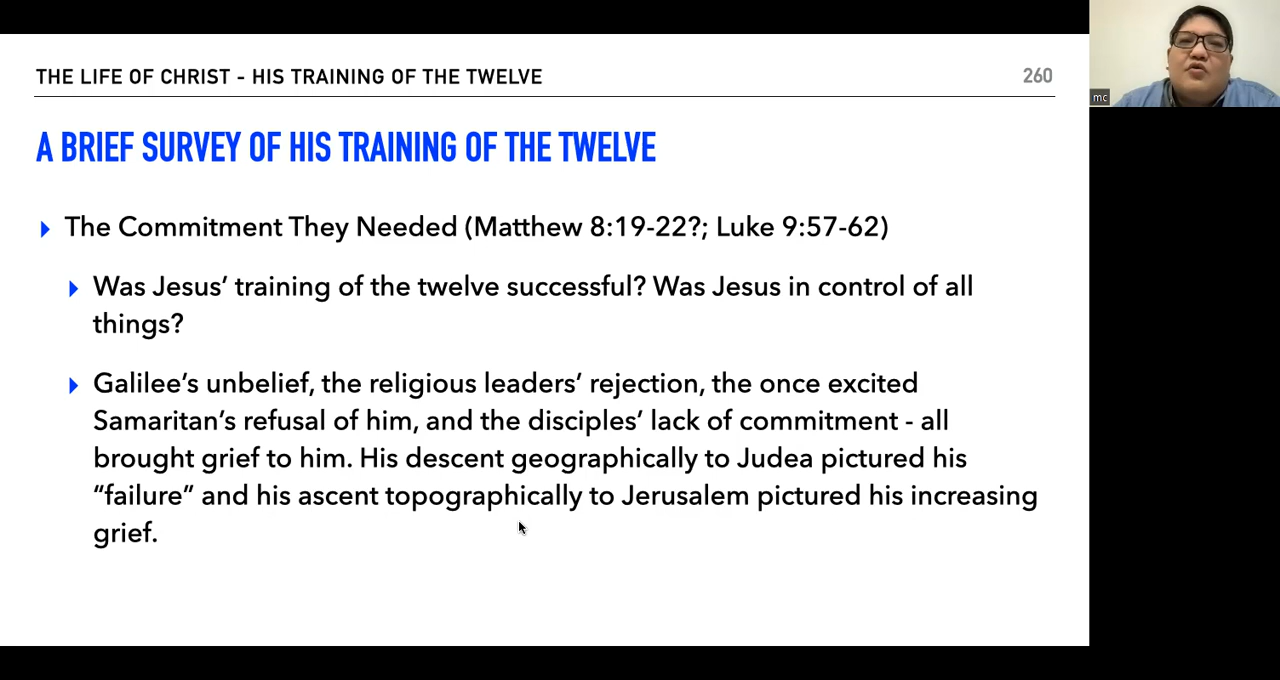 THE LIFE OF CHRIST - HIS TRAINING OF THE TWELVE
260
mc
A BRIEF SURVEY OF HIS TRAINING OF THE TWELVE
The Commitment They Needed (Matthew 8:19-22?; Luke 9:57-62)
Was Jesus’ training of the twelve successful? Was Jesus in control of all
things?
Galilee’s unbelief, the religious leaders’ rejection, the once excited
Samaritan’s refusal of him, and the disciples’ lack of commitment - all
brought grief to him. His descent geographically to Judea pictured his
“failure” and his ascent topographically to Jerusalem pictured his increasing
grief.